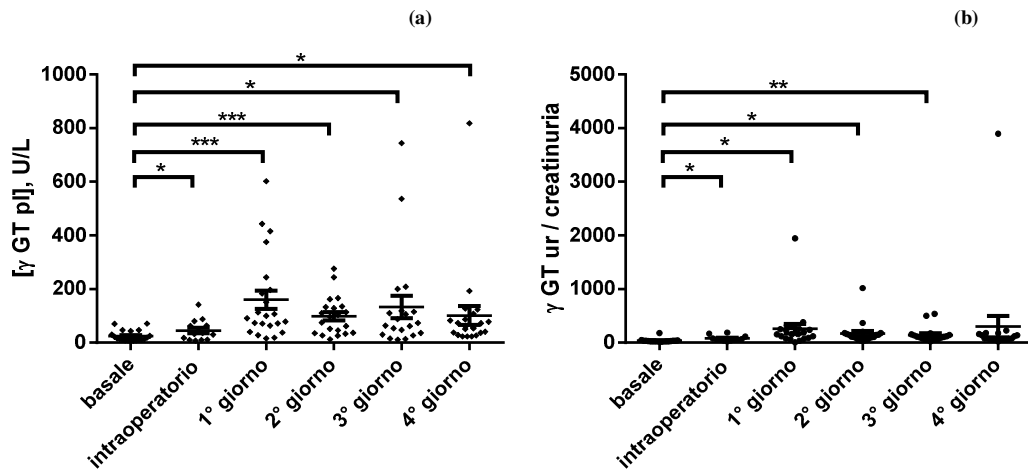 (a)
[γ GT pl], U/L
1000
800
600
400
200
0
*
*
***
***
*
basale
intraoperatorio
1° giorno
2° giorno
3° giorno
4° giorno
(b)
γ GT ur / creatinuria
5000
4000
3000
2000
1000
0
**
*
*
*
basale
intraoperatorio
1° giorno
2° giorno
3° giorno
4° giorno